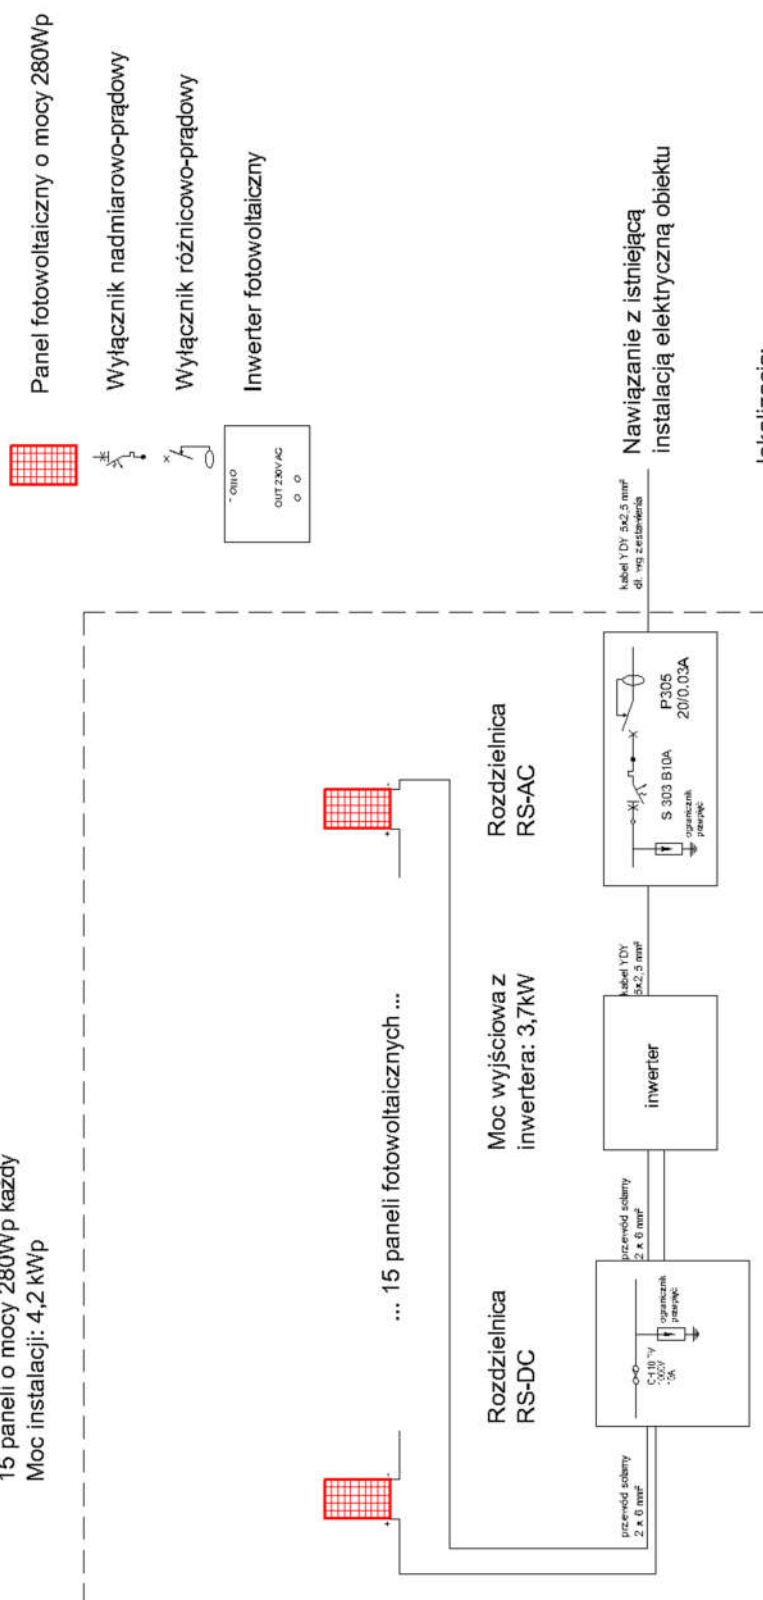 15 paneli o mocy 280Wp każdy
Moc instalacji: 4,2 kWp
Panel fotowoltaiczny o mocy 280Wp
Wyłącznik nadmiarowo-prądowy
Wyłącznik różnicowo-prądowy
Inwerter fotowoltaiczny
OUT 230V AC
... 15 paneli fotowoltaicznych ...
Rozdzielnica
RS-DC
Moc wyjściowa z
inwertera: 3,7kW
Rozdzielnica
RS-AC
przewód solarny
2 x 6 mm²
ogranicznik
przepięć
przewód solarny
2 x 6 mm²
inwerter
kabel YDY
5x2,5 mm²
ogranicznik
przepięć
S 303 B10A
P305
20/0.03A
kabel YDY 5x2,5 mm²
dł. wg zestawienia
Nawiązanie z istniejącą
instalacją elektryczną obiektu